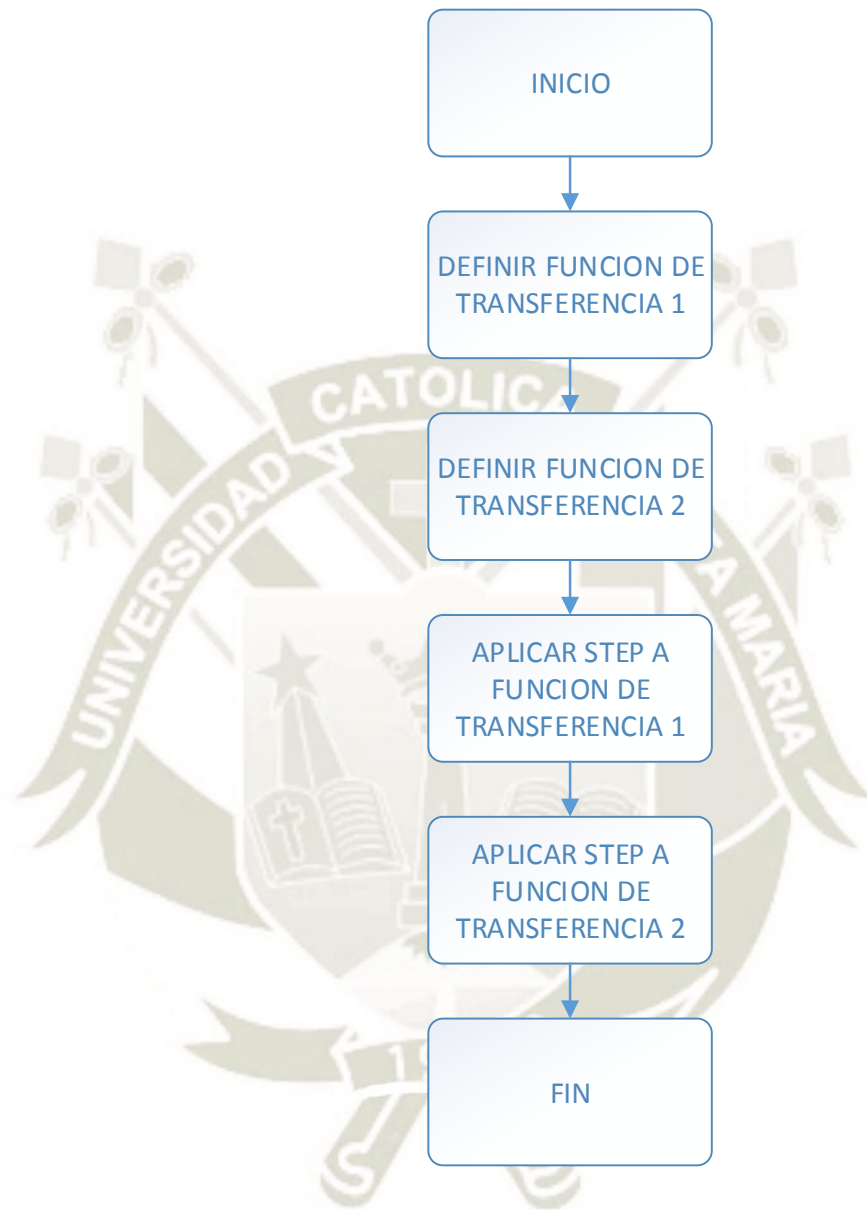 INICIO
DEFINIR FUNCION DE
TRANSFERENCIA 1
CATOLIC
DEFINIR FUNCION DE
TRANSFERENCIA 2
UNIVERSIDAD
A MARIA
APLICAR STEP A
FUNCION DE
TRANSFERENCIA 1
APLICAR STEP A
FUNCION DE
TRANSFERENCIA 2
FIN